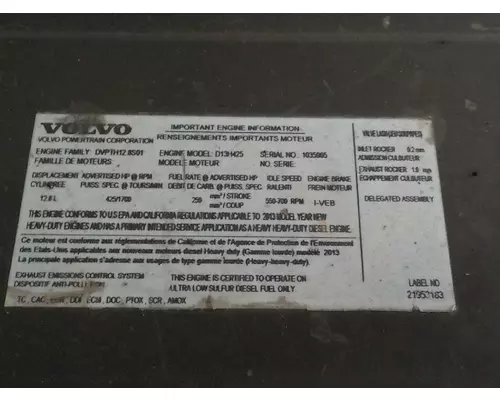 VOLVO
VOLVO POWERTRAIN CORPORATION
IMPORTANT ENGINE INFORMATION
RENSEIGNEMENTS IMPORTANTS MOTEUR
ENGINE FAMILY: DVPTH12.8S01
FAMILLE DE MOTEURS:
ENGINE MODEL: D13H425
MODELE MOTEUR:
SERIAL NO: 1035065
NO. SERIE:
INLET ROCKER 0.2 mm
ADMISSION CULBUTEUR
EXHAUST ROCKER 1.0 mm
ECHAPPEMENT CULBUTEUR
DELEGATED ASSEMBLY
DISPLACEMENT ADVERTISED HP @ RPM FUEL RATE @ ADVERTISED HP IDLE SPEED ENGINE BRAKE
CYLINDREE PUISS. SPEC @ TOURS/MIN. DEBIT DE CARB. @ PUISS. SPEC RALENTI FREIN MOTEUR
12.8 L 425/1700 256 mm³ / STROKE 550-700 RPM I-VEB
mm³ / COUP
THIS ENGINE CONFORMS TO U.S EPA AND CALIFORNIA REGULATIONS APPLICABLE TO 2013 MODEL YEAR NEW
HEAVY-DUTY ENGINES AND HAS A PRIMARY INTENDED SERVICE APPLICATION AS A HEAVY HEAVY-DUTY DIESEL ENGINE.
Ce moteur est conforme aux réglementations de Californie et de l'Agence de Protection de l'Environnement
des Etats-Unis applicables aux nouveaux moteurs diesel Heavy duty (Gamme lourde) modèle 2013
La principale application s'adresse aux usages de type gamme lourde (Heavy-heavy-duty).
EXHAUST EMISSIONS CONTROL SYSTEM
DISPOSITIF ANTI-POLLUTION
TC, CAC, DDI, ECM, DOC, PTOX, SCR, AMOX
THIS ENGINE IS CERTIFIED TO OPERATE ON
ULTRA LOW SULFUR DIESEL FUEL ONLY.
LABEL NO